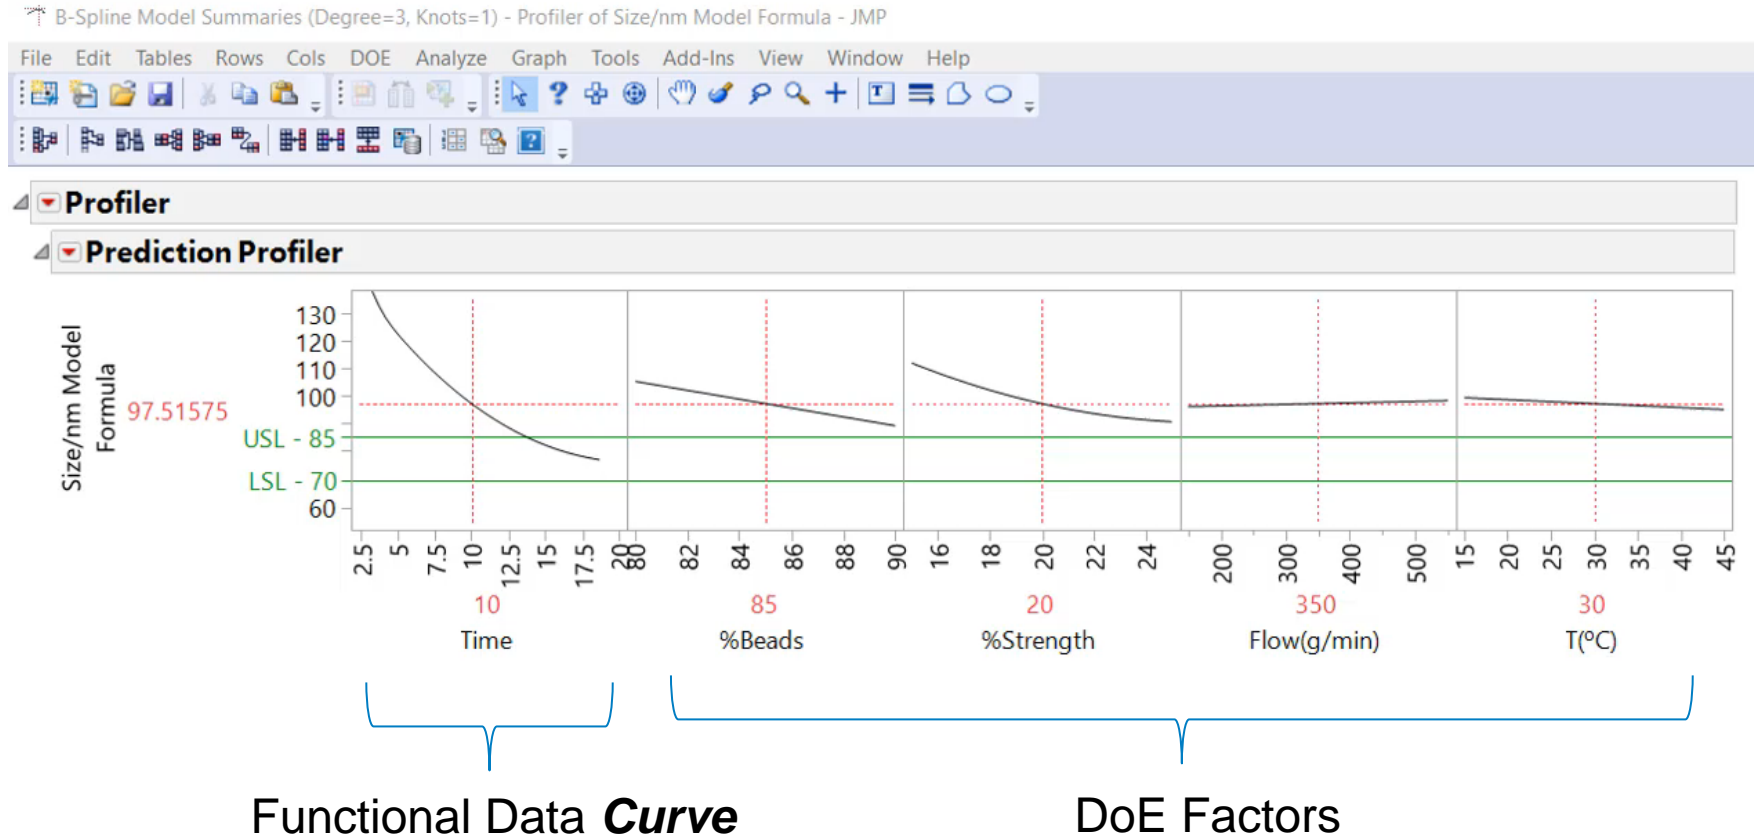 B-Spline Model Summaries (Degree=3, Knots=1) - Profiler of Size/nm Model Formula - JMP
File Edit Tables Rows Cols DOE Analyze Graph Tools Add-Ins View Window Help
Profiler
Prediction Profiler
Size/nm Model
Formula
97.51575
130
120
110
100
USL - 85
LSL - 70
60
2.5 5 7.5 10 12.5 15 17.5 20 80 82 84 86 88 90 16 18 20 22 24 200 300 400 500 15 20 25 30 35 40 45
10 85 20 350 30
Time %Beads %Strength Flow(g/min) T(ºC)
Functional Data Curve DoE Factors